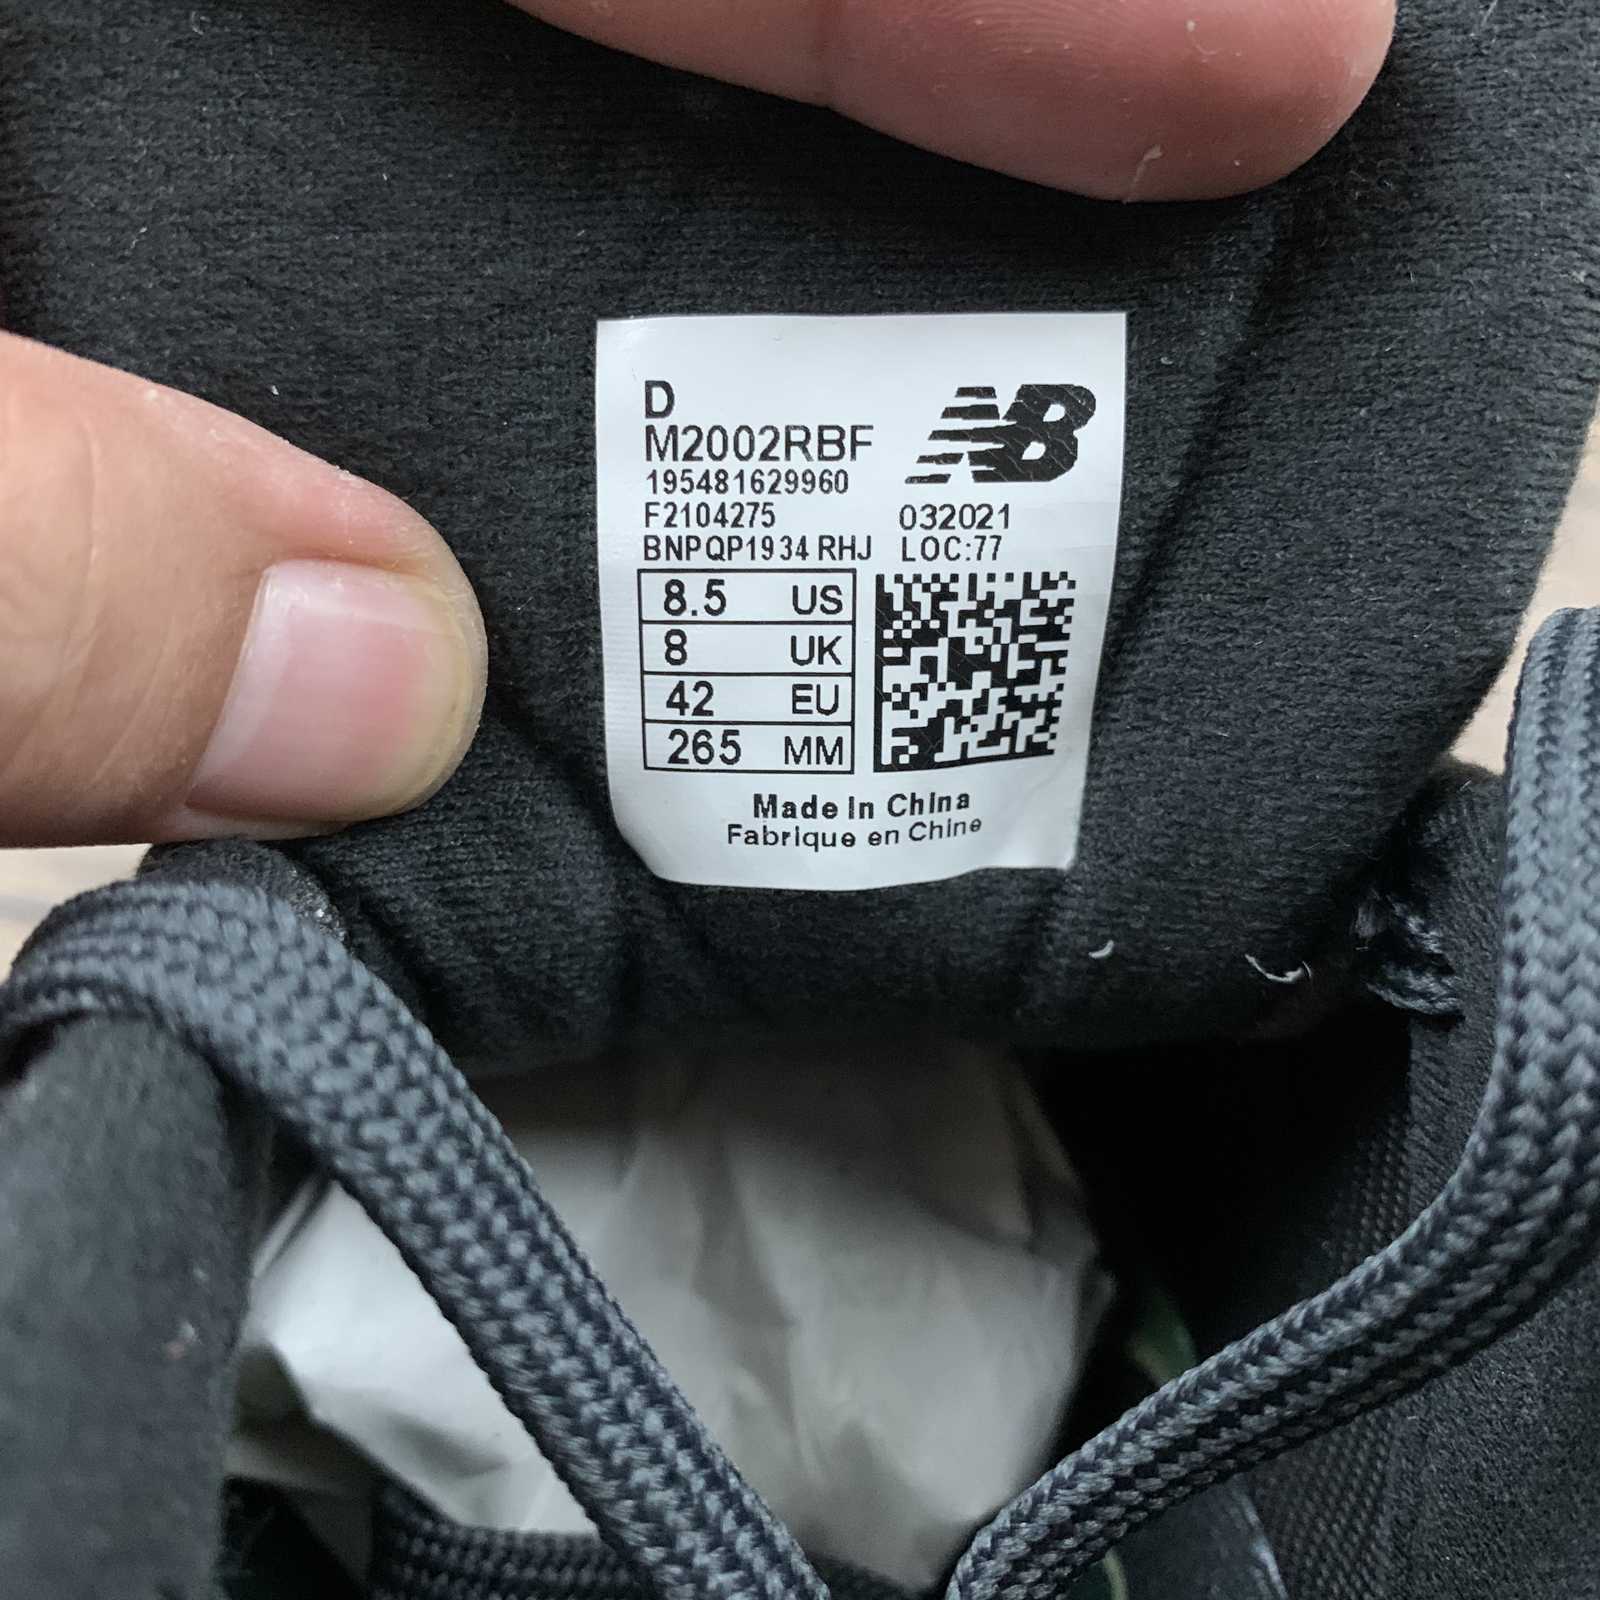 D
M2002RBF
NB
195481629960
F2104275 032021
BNPQP1934 RHJ LOC:77
8.5 US
8 UK
42 EU
265 MM
Made in China
Fabrique en Chine